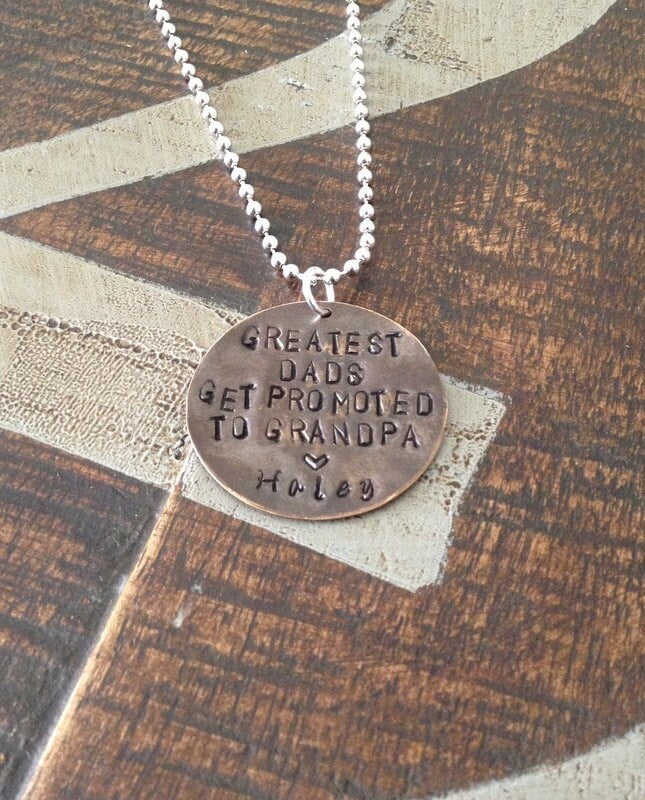 GREATEST
DADS
GET PROMOTED
TO GRANDPA
♡
Haley